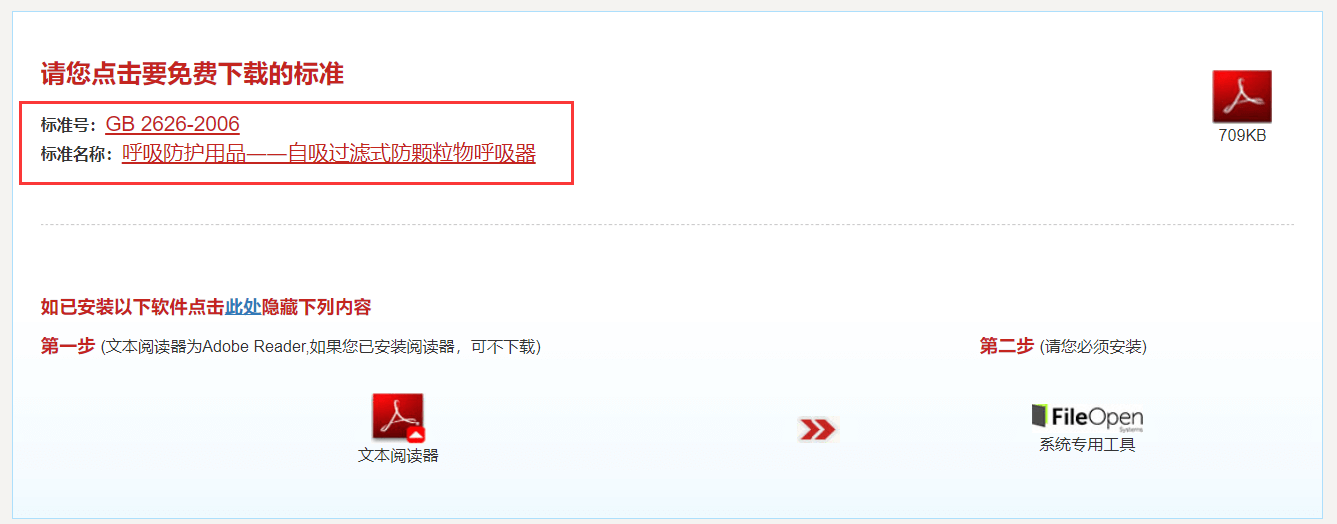 请您点击要免费下载的标准
709KB
标准号：GB 2626-2006
标准名称：呼吸防护用品——自吸过滤式防颗粒物呼吸器
如已安装以下软件点击此处隐藏下列内容
第一步 (文本阅读器为Adobe Reader,如果您已安装阅读器，可不下载)
第二步 (请您必须安装)
FileOpen
Systems
文本阅读器
系统专用工具